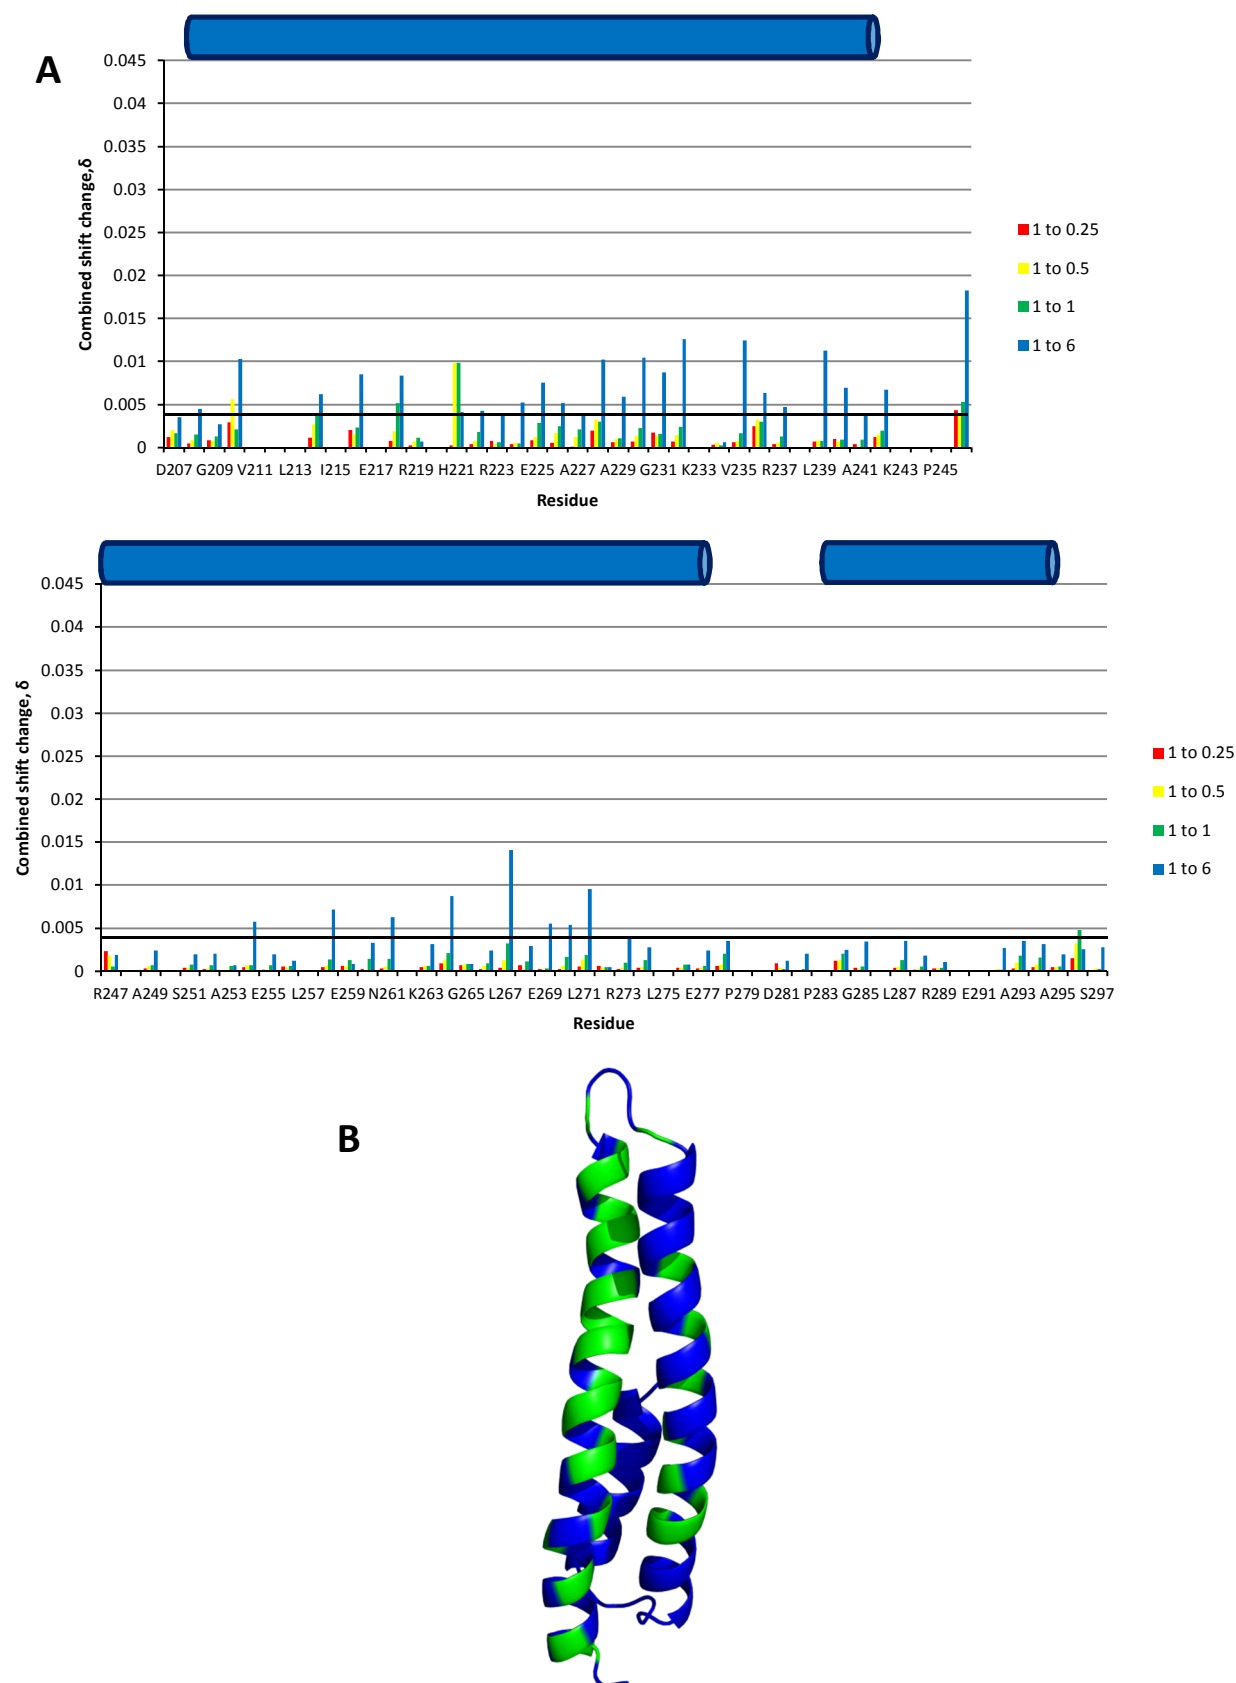 A
0.045
0.04
0.035
0.03
0.025
0.02
0.015
0.01
0.005
0
Combined shift change,δ
D207 G209 V211 L213 I215 E217 R219 H221 R223 E225 A227 A229 G231 K233 V235 R237 L239 A241 K243 P245
Residue
1 to 0.25
1 to 0.5
1 to 1
1 to 6
0.045
0.04
0.035
0.03
0.025
0.02
0.015
0.01
0.005
0
Combined shift change, δ
R247 A249 S251 A253 E255 L257 E259 N261 K263 G265 L267 E269 L271 R273 L275 E277 P279 D281 P283 G285 L287 R289 E291 A293 A295 S297
Residue
1 to 0.25
1 to 0.5
1 to 1
1 to 6
B